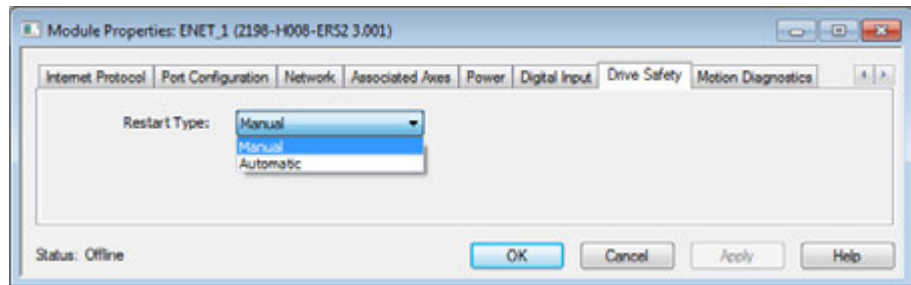 Module Properties: ENET_1 (2198-H008-ERS2 3.001)
Internet Protocol Port Configuration Network Associated Axes Power Digital Input Drive Safety Motion Diagnostics
Restart Type: Manual
Manual
Automatic
Status: Offline OK Cancel Apply Help